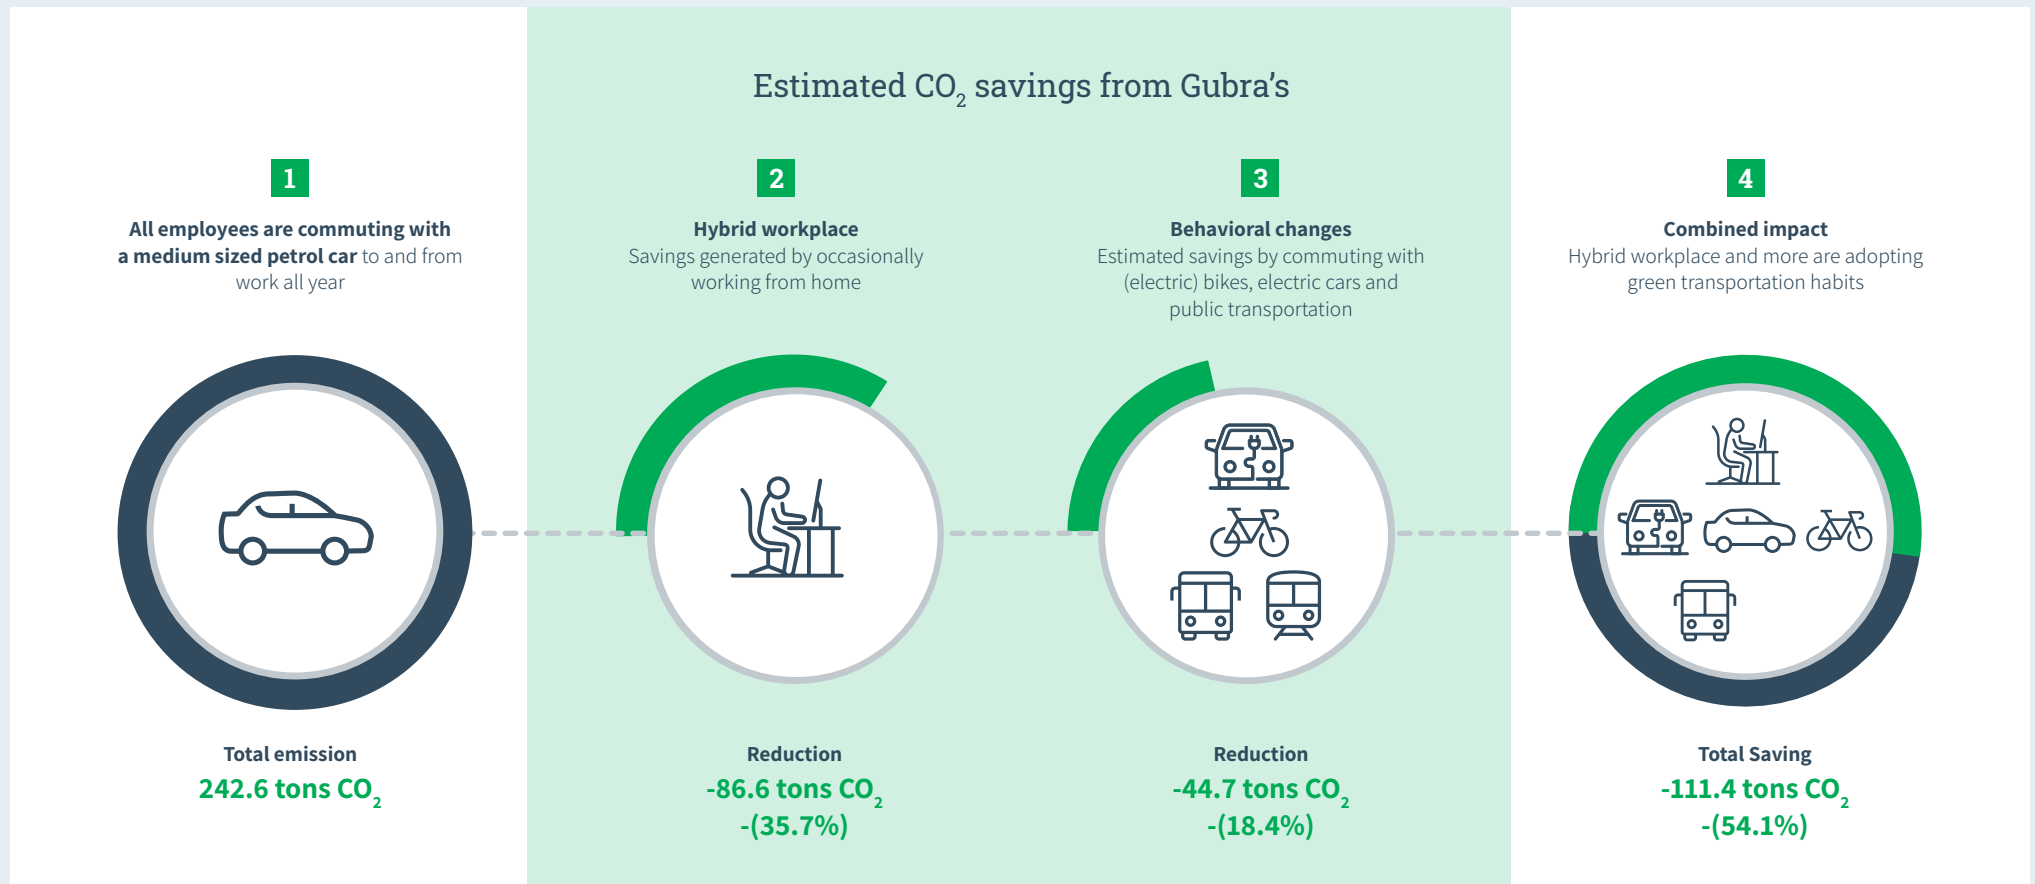 Estimated CO₂ savings from Gubra’s
1
All employees are commuting with
a medium sized petrol car to and from
work all year
Total emission
242.6 tons CO₂
2
Hybrid workplace
Savings generated by occasionally
working from home
Reduction
-86.6 tons CO₂
-(35.7%)
3
Behavioral changes
Estimated savings by commuting with
(electric) bikes, electric cars and
public transportation
Reduction
-44.7 tons CO₂
-(18.4%)
4
Combined impact
Hybrid workplace and more are adopting
green transportation habits
Total Saving
-111.4 tons CO₂
-(54.1%)